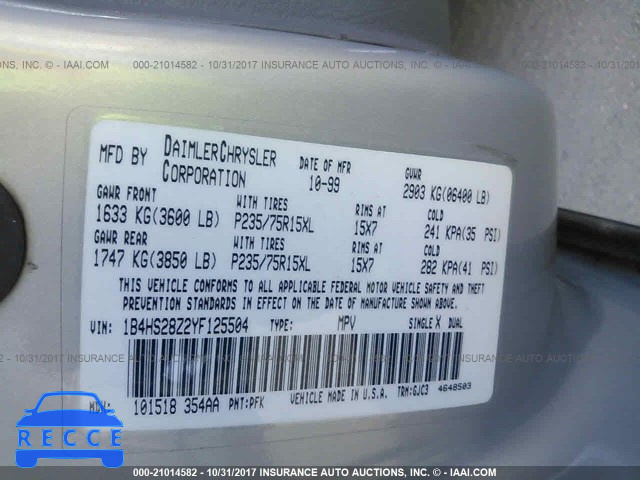 000-21014582 - 10/31/2017 INSURANCE AUTO AUCTIONS, INC. - IAAI.COM
MFD BY DAIMLERCHRYSLER CORPORATION DATE OF MFR 10-99 GVWR 2903 KG(06400 LB)
GAWR FRONT WITH TIRES RIMS AT COLD
1633 KG(3600 LB) P235/75R15XL 15X7 241 KPA(35 PSI)
GAWR REAR WITH TIRES RIMS AT COLD
1747 KG(3850 LB) P235/75R15XL 15X7 282 KPA(41 PSI)
THIS VEHICLE CONFORMS TO ALL APPLICABLE FEDERAL MOTOR VEHICLE SAFETY AND THEFT
PREVENTION STANDARDS IN EFFECT ON THE DATE OF MANUFACTURE SHOWN ABOVE.
VIN: 1B4HS28Z2YF125504 TYPE: MPV SINGLE X DUAL
MDH: 101518 354AA PNT:PFK VEHICLE MADE IN U.S.A. TRM:GJC3 4648503
RECCE
000-21014582 - 10/31/2017 INSURANCE AUTO AUCTIONS, INC. - IAAI.COM